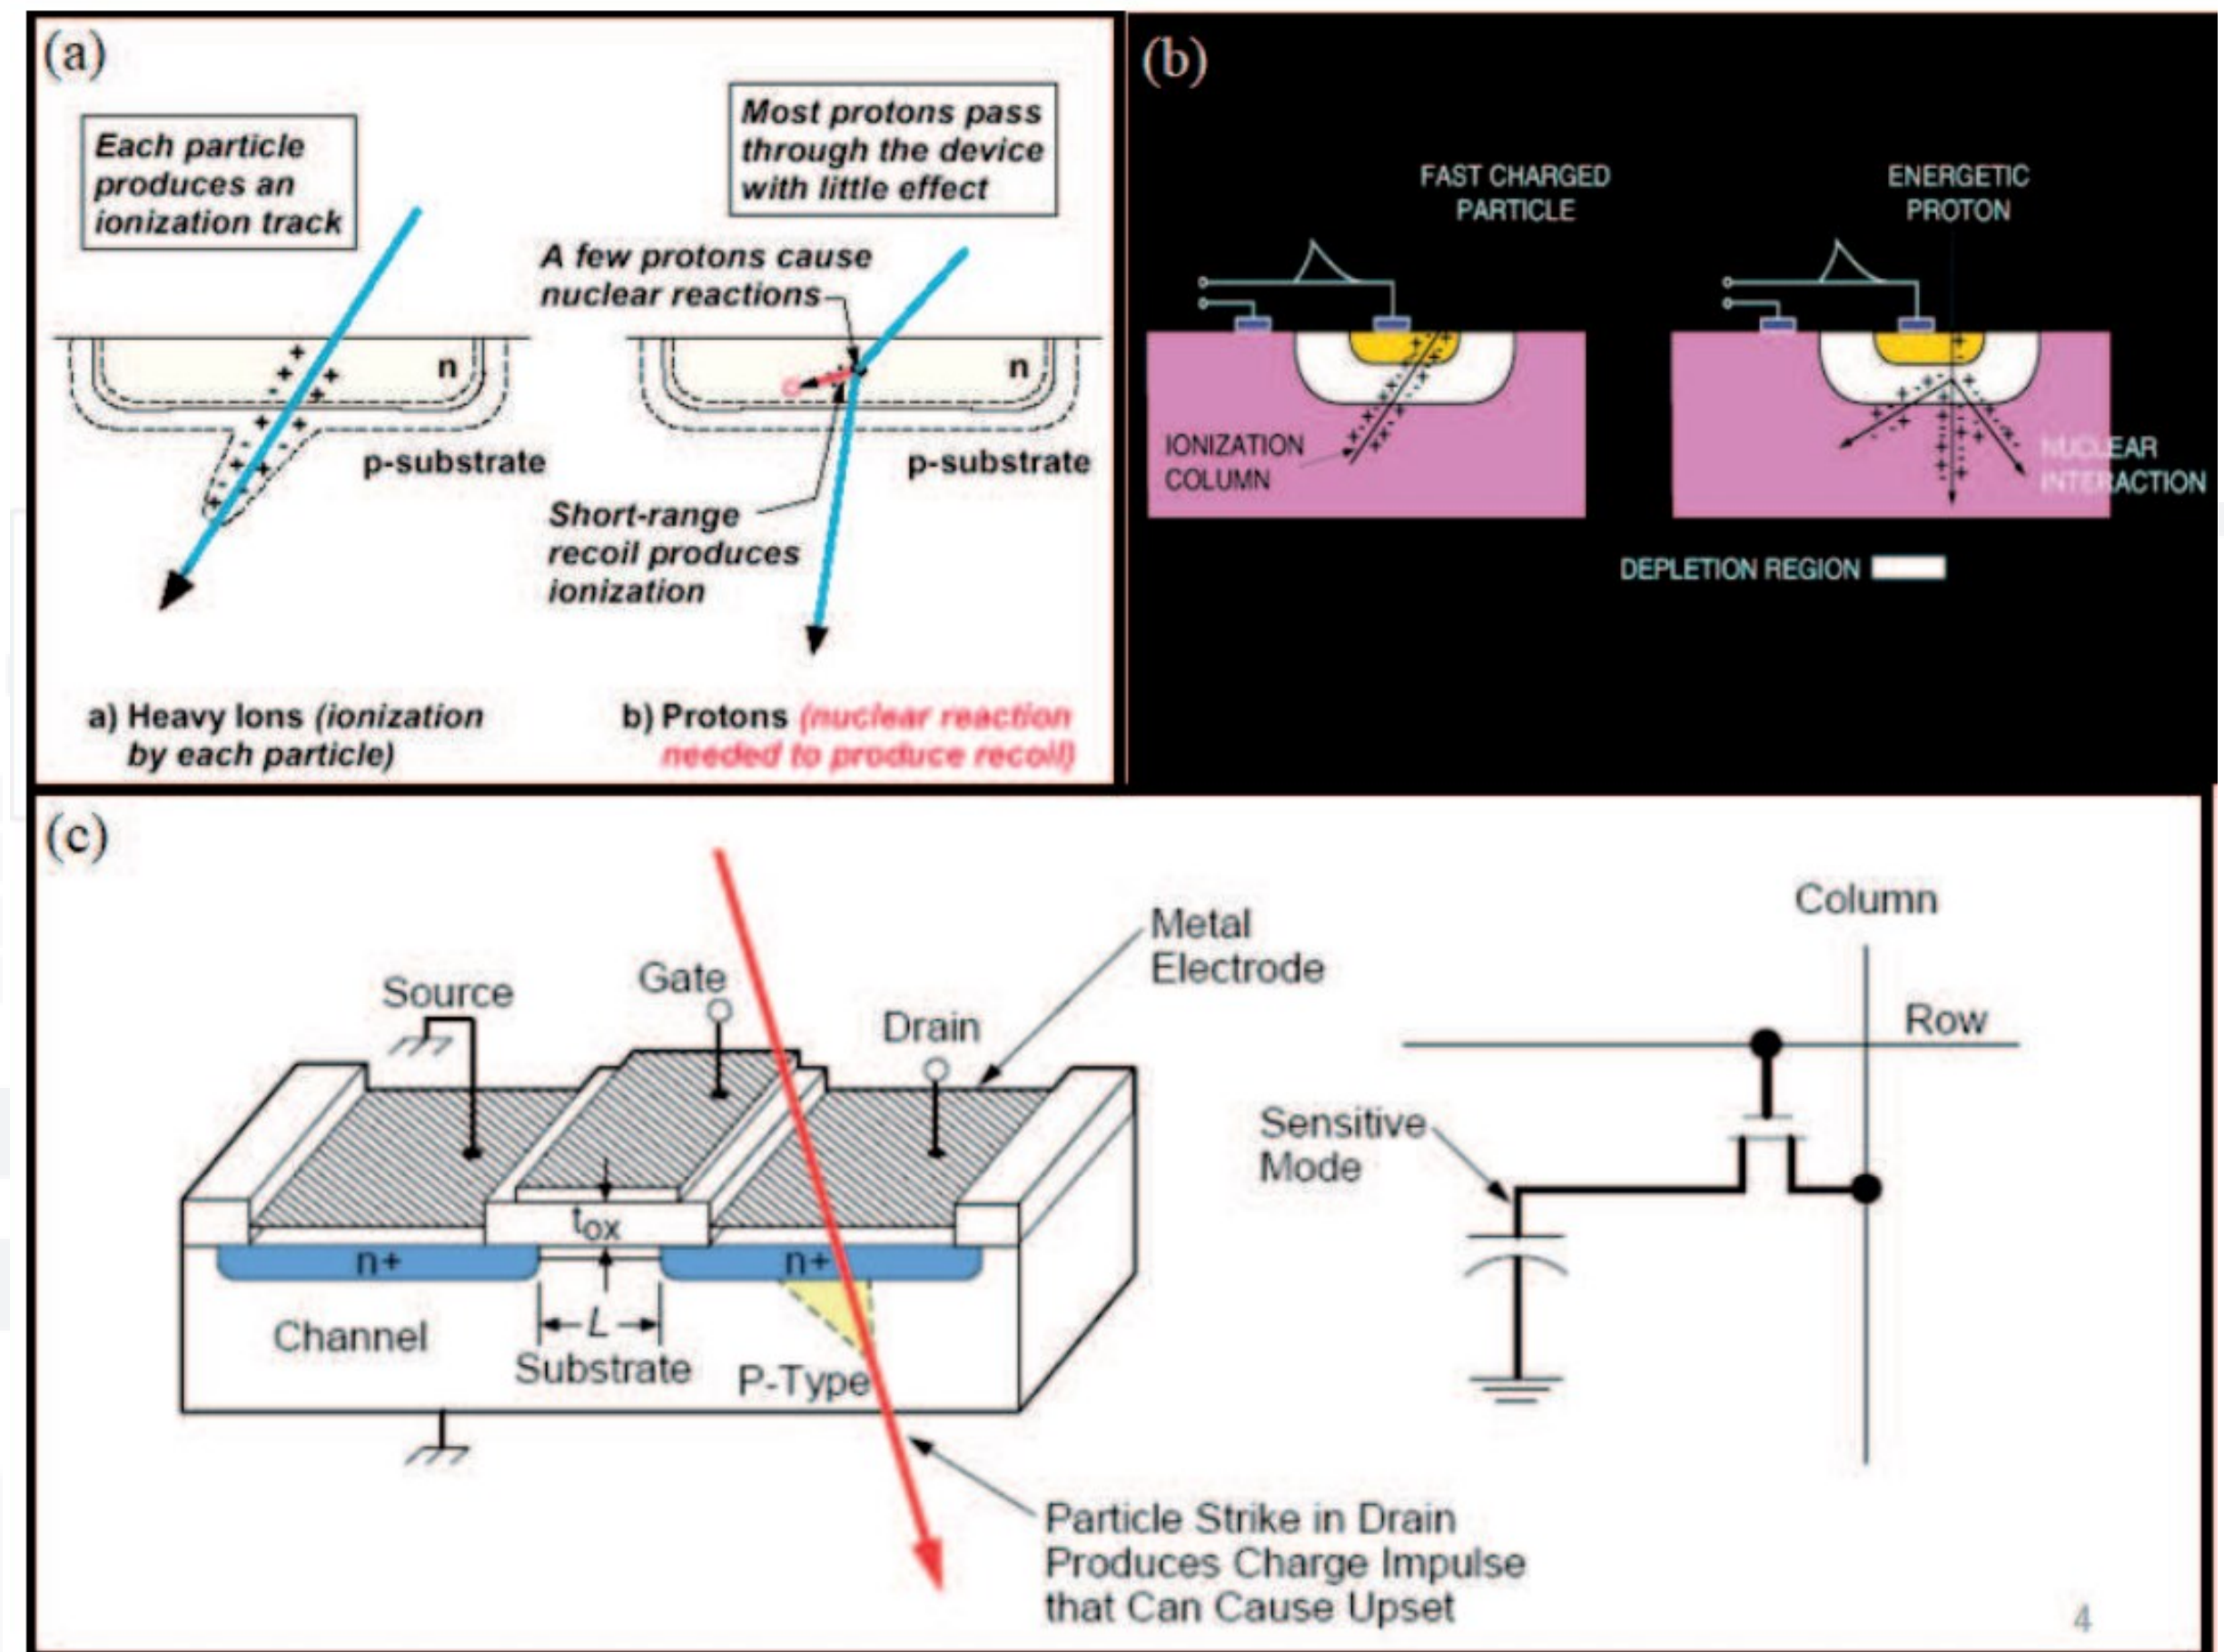 (a)
Each particle
produces an
ionization track
Most protons pass
through the device
with little effect
A few protons cause
nuclear reactions
n
n
p-substrate
p-substrate
Short-range
recoil produces
ionization
a) Heavy Ions (ionization
by each particle)
b) Protons (nuclear reaction
needed to produce recoil)
(b)
FAST CHARGED
PARTICLE
ENERGETIC
PROTON
IONIZATION
COLUMN
NUCLEAR
INTERACTION
DEPLETION REGION
(c)
Source
Gate
Drain
Metal
Electrode
tox
n+
n+
Channel
L
Substrate
P-Type
Particle Strike in Drain
Produces Charge Impulse
that Can Cause Upset
Column
Row
Sensitive
Mode
4